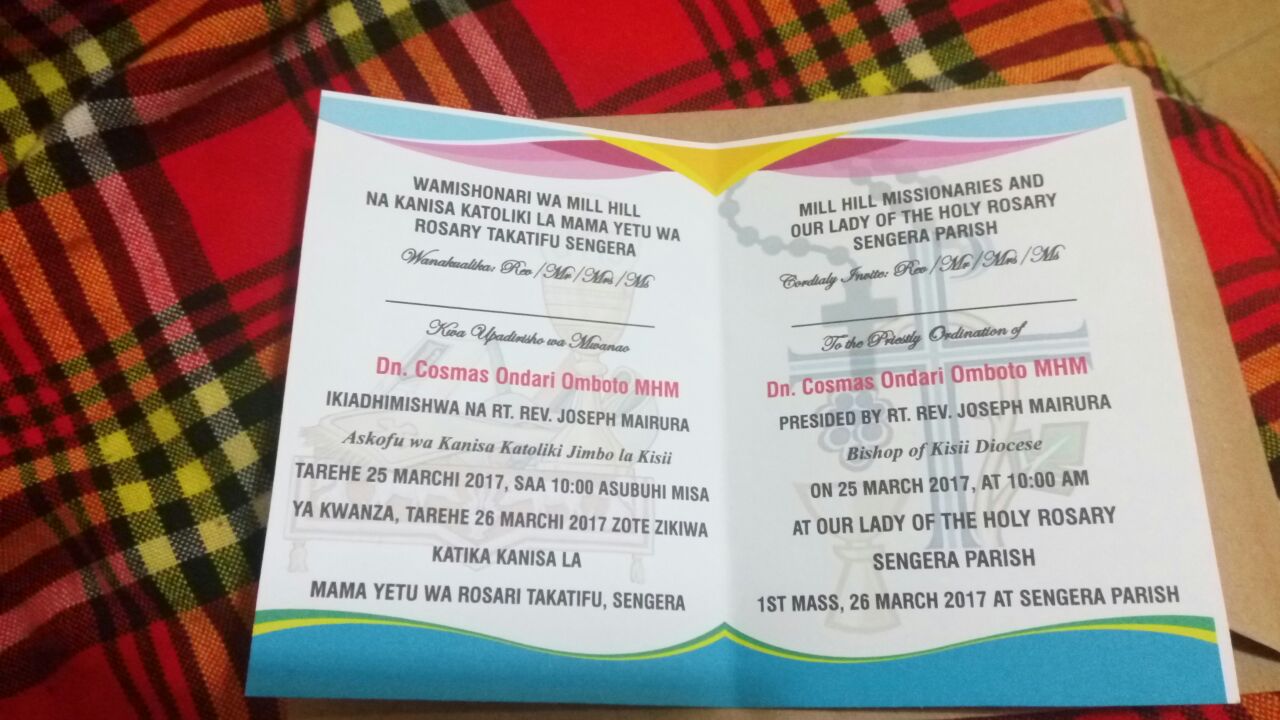 WAMISHONARI WA MILL HILL
NA KANISA KATOLIKI LA MAMA YETU WA
ROSARY TAKATIFU SENGERA
Wanakualika: Rev/Mr/Mrs/Ms
Kwa Upadirisho wa Mwanao
Dn. Cosmas Ondari Omboto MHM
IKIADHIMISHWA NA RT. REV. JOSEPH MAIRURA
Askofu wa Kanisa Katoliki Jimbo la Kisii
TAREHE 25 MARCHI 2017, SAA 10:00 ASUBUHI MISA
YA KWANZA, TAREHE 26 MARCHI 2017 ZOTE ZIKIWA
KATIKA KANISA LA
MAMA YETU WA ROSARI TAKATIFU, SENGERA
MILL HILL MISSIONARIES AND
OUR LADY OF THE HOLY ROSARY
SENGERA PARISH
Cordialy Invite: Rev/Mr/Mrs/Ms
To the Priestly Ordination of
Dn. Cosmas Ondari Omboto MHM
PRESIDED BY RT. REV. JOSEPH MAIRURA
Bishop of Kisii Diocese
ON 25 MARCH 2017, AT 10:00 AM
AT OUR LADY OF THE HOLY ROSARY
SENGERA PARISH
1ST MASS, 26 MARCH 2017 AT SENGERA PARISH